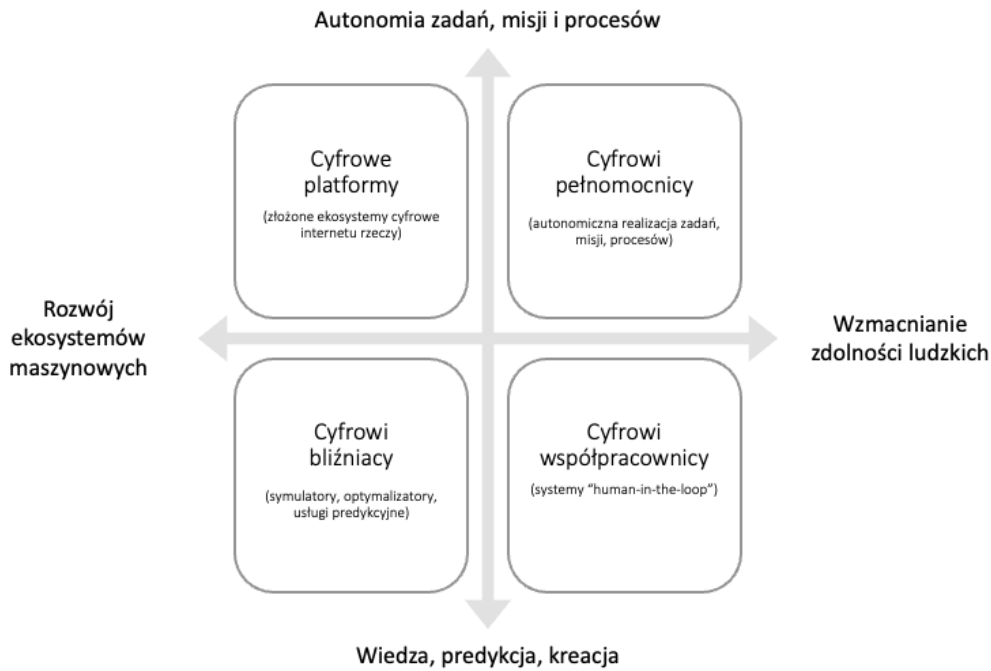 Autonomia zadań, misji i procesów
Cyfrowe
platformy
(złożone ekosystemy cyfrowe
internetu rzeczy)
Cyfrowi
pełnomocnicy
(autonomiczna realizacja zadań,
misji, procesów)
Rozwój
ekosystemów
maszynowych
Wzmacnianie
zdolności ludzkich
Cyfrowi
bliźniacy
(symulatory, optymalizatory,
usługi predykcyjne)
Cyfrowi
współpracownicy
(systemy “human-in-the-loop”)
Wiedza, predykcja, kreacja